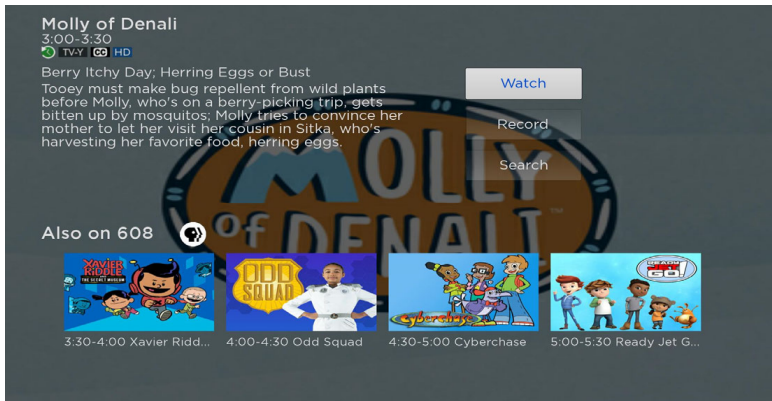 Molly of Denali
3:00-3:30
TV-Y CC HD
Berry Itchy Day; Herring Eggs or Bust
Tooey must make bug repellent from wild plants
before Molly, who's on a berry-picking trip, gets
bitten up by mosquitos; Molly tries to convince her
mother to let her visit her cousin in Sitka, who's
harvesting her favorite food, herring eggs.
Watch
Record
Search
MOLLY
OF DENALI
™
Also on 608
XAVIER
RIDDLE
AND
THE SECRET MUSEUM
ODD
SQUAD
Cyberchase
READY
JET
GO!
3:30-4:00 Xavier Ridd...
4:00-4:30 Odd Squad
4:30-5:00 Cyberchase
5:00-5:30 Ready Jet G...